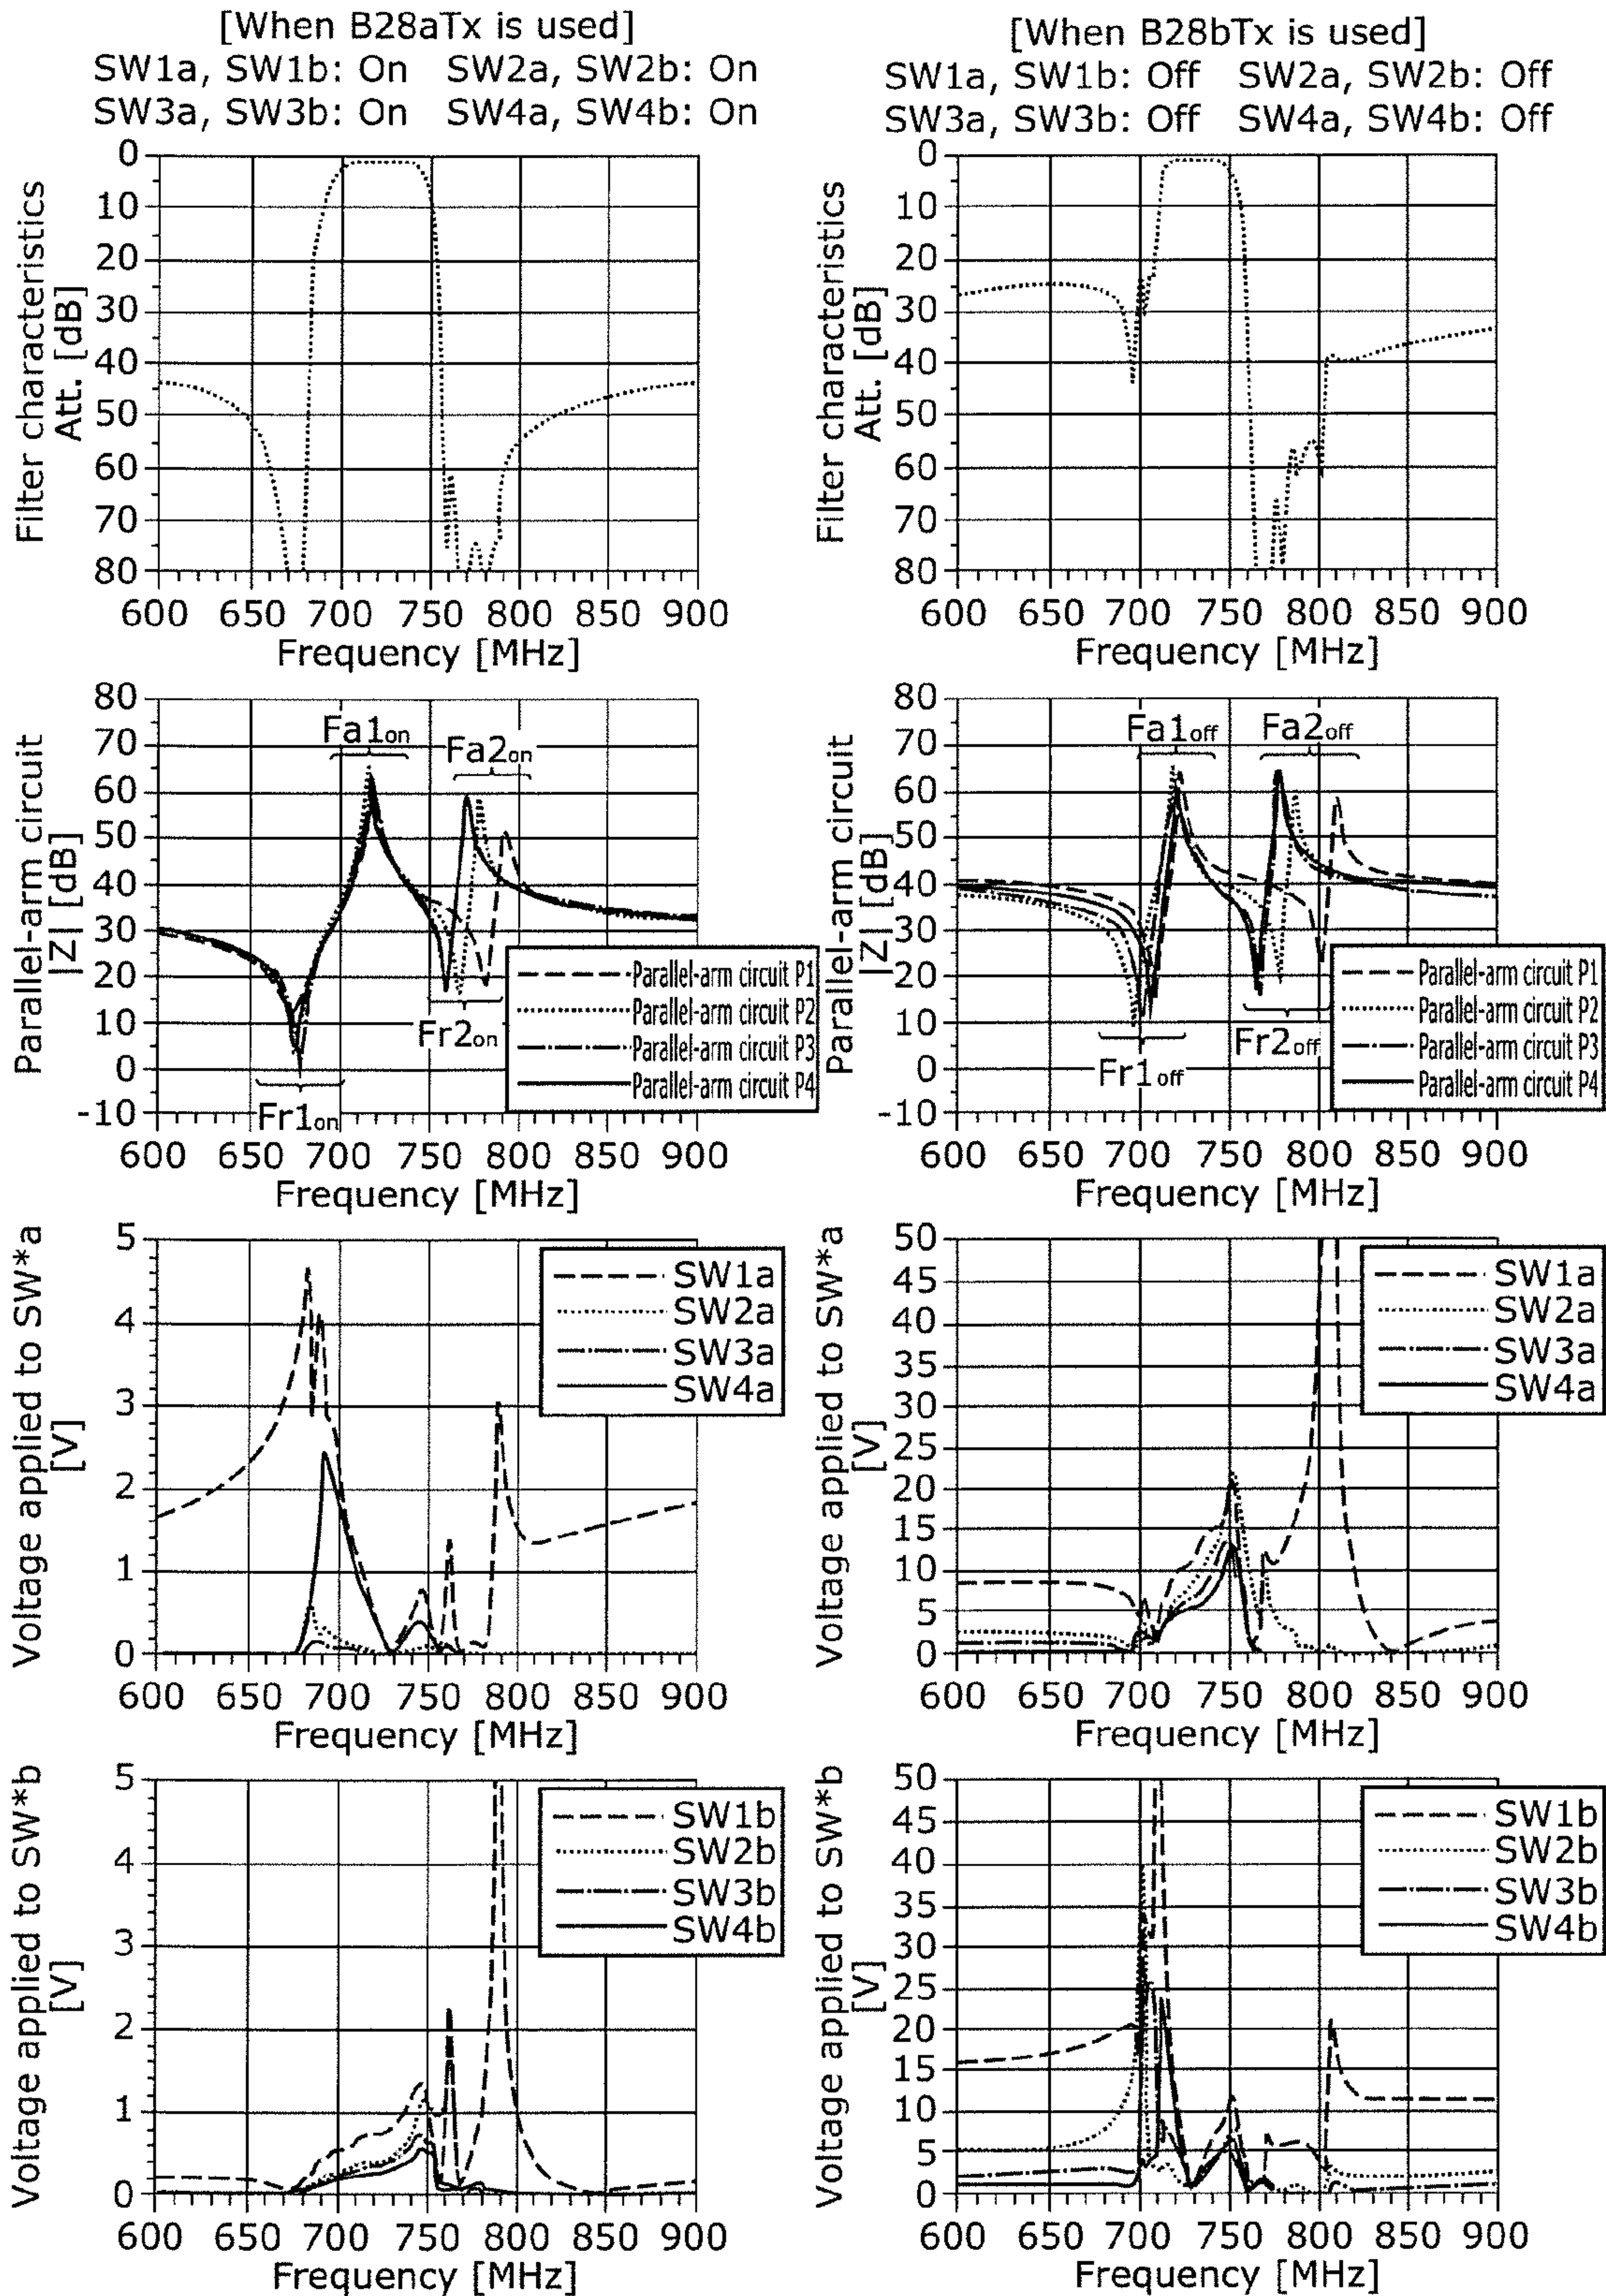 [When B28aTx is used]
SW1a, SW1b: On SW2a, SW2b: On
SW3a, SW3b: On SW4a, SW4b: On
Filter characteristics
Att. [dB]
0
10
20
30
40
50
60
70
80
600 650 700 750 800 850 900
Frequency [MHz]
[When B28bTx is used]
SW1a, SW1b: Off SW2a, SW2b: Off
SW3a, SW3b: Off SW4a, SW4b: Off
Filter characteristics
Att. [dB]
0
10
20
30
40
50
60
70
80
600 650 700 750 800 850 900
Frequency [MHz]
Parallel-arm circuit
|Z| [dB]
80
70
60
50
40
30
20
10
0
-10
Fa1on
Fa2on
Fr2on
Fr1on
Parallel-arm circuit P1
Parallel-arm circuit P2
Parallel-arm circuit P3
Parallel-arm circuit P4
600 650 700 750 800 850 900
Frequency [MHz]
Parallel-arm circuit
|Z| [dB]
80
70
60
50
40
30
20
10
0
-10
Fa1off
Fa2off
Fr2off
Fr1off
Parallel-arm circuit P1
Parallel-arm circuit P2
Parallel-arm circuit P3
Parallel-arm circuit P4
600 650 700 750 800 850 900
Frequency [MHz]
Voltage applied to SW*a
[V]
5
4
3
2
1
0
SW1a
SW2a
SW3a
SW4a
600 650 700 750 800 850 900
Frequency [MHz]
Voltage applied to SW*a
[V]
50
45
40
35
30
25
20
15
10
5
0
SW1a
SW2a
SW3a
SW4a
600 650 700 750 800 850 900
Frequency [MHz]
Voltage applied to SW*b
[V]
5
4
3
2
1
0
SW1b
SW2b
SW3b
SW4b
600 650 700 750 800 850 900
Frequency [MHz]
Voltage applied to SW*b
[V]
50
45
40
35
30
25
20
15
10
5
0
SW1b
SW2b
SW3b
SW4b
600 650 700 750 800 850 900
Frequency [MHz]